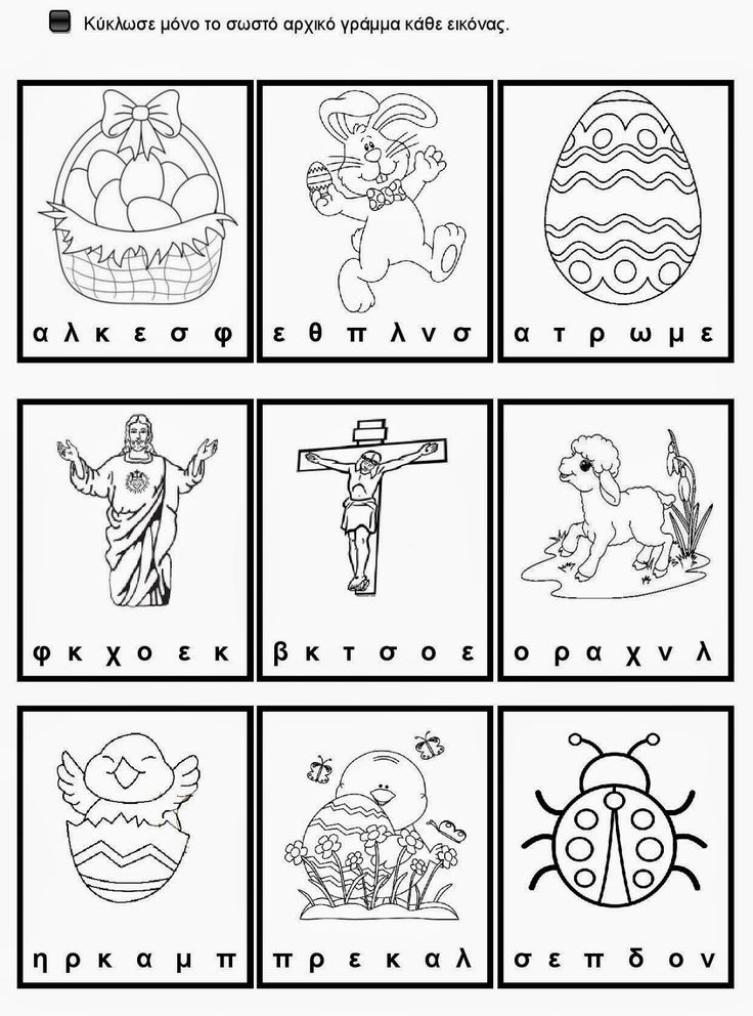 Κύκλωσε μόνο το σωστό αρχικό γράμμα κάθε εικόνας.
α λ κ ε σ φ
ε θ π λ ν σ
α τ ρ ω μ ε
φ κ χ ο ε κ
β κ τ σ ο ε
ο ρ α χ ν λ
η ρ κ α μ π
π ρ ε κ α λ
σ ε π δ ο ν